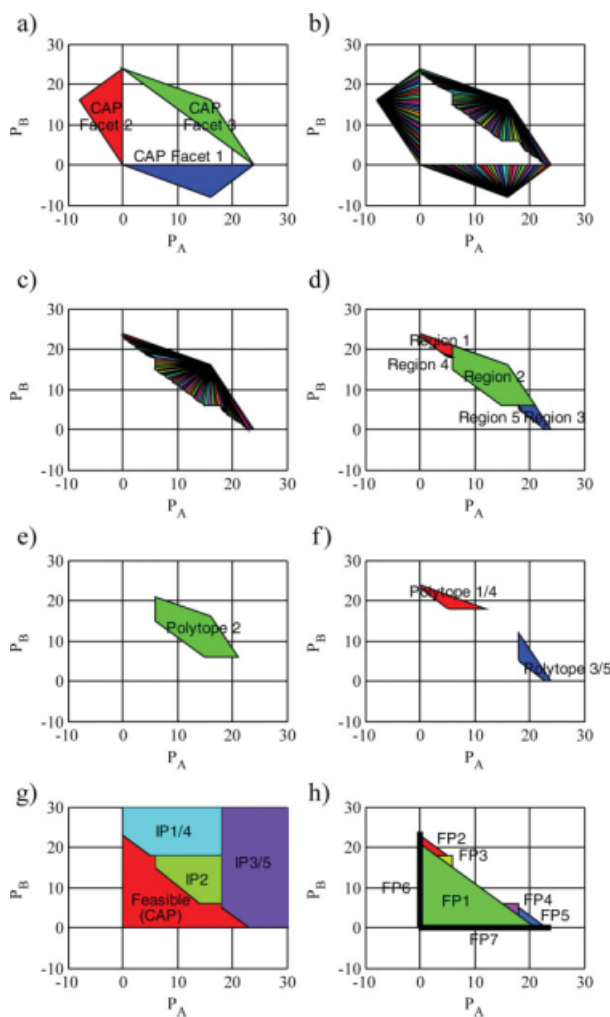 a)
30
20
10
0
-10
-10 0 10 20 30
P_B
P_A
CAP
Facet 2
CAP
Facet 3
CAP Facet 1
b)
30
20
10
0
-10
-10 0 10 20 30
P_B
P_A
c)
30
20
10
0
-10
-10 0 10 20 30
P_B
P_A
d)
30
20
10
0
-10
-10 0 10 20 30
P_B
P_A
Region 1
Region 4
Region 2
Region 5
Region 3
e)
30
20
10
0
-10
-10 0 10 20 30
P_B
P_A
Polytope 2
f)
30
20
10
0
-10
-10 0 10 20 30
P_B
P_A
Polytope 1/4
Polytope 3/5
g)
30
20
10
0
-10
-10 0 10 20 30
P_B
P_A
IP1/4
IP3/5
IP2
Feasible
(CAP)
h)
30
20
10
0
-10
-10 0 10 20 30
P_B
P_A
FP2
FP3
FP6
FP1
FP4
FP5
FP7